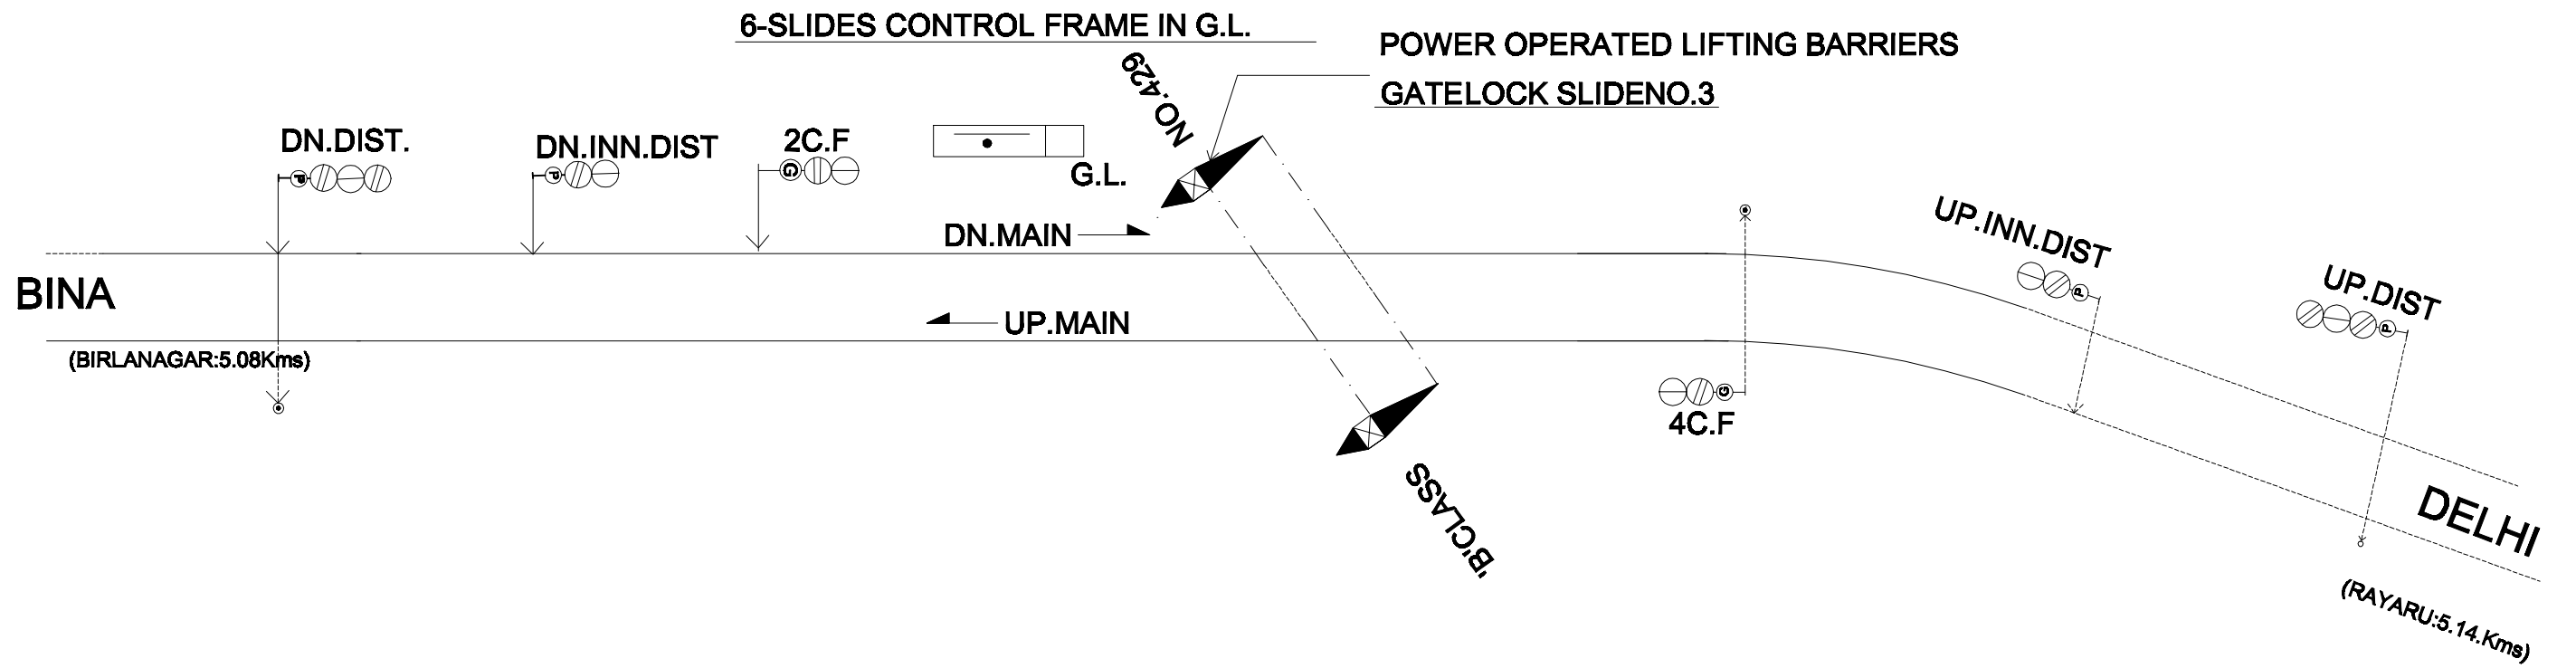 6-SLIDES CONTROL FRAME IN G.L.
POWER OPERATED LIFTING BARRIERS
GATELOCK SLIDENO.3
NO.429
DN.DIST.
DN.INN.DIST
2C.F
P
P
G
G.L.
DN.MAIN
UP.INN.DIST
P
UP.DIST
P
BINA
UP.MAIN
(BIRLANAGAR:5.08Kms)
G
4C.F
'B'CLASS
DELHI
(RAYARU:5.14.Kms)